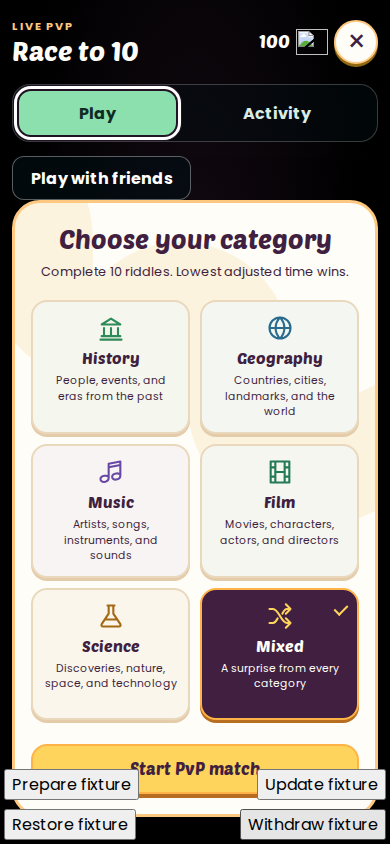 LIVE PVP
Race to 10
100
Play
Activity
Play with friends
Choose your category
Complete 10 riddles. Lowest adjusted time wins.
History
People, events, and
eras from the past
Geography
Countries, cities,
landmarks, and the
world
Music
Artists, songs,
instruments, and
sounds
Film
Movies, characters,
actors, and directors
Science
Discoveries, nature,
space, and technology
Mixed
A surprise from every
category
Start PvP match
Prepare fixture
Update fixture
Restore fixture
Withdraw fixture